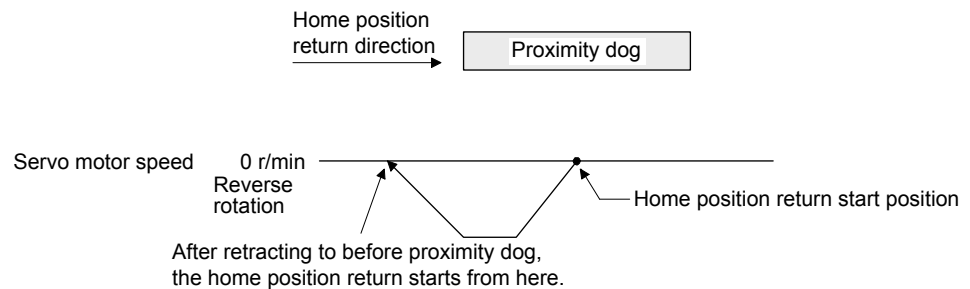 Home position
return direction
Proximity dog
Servo motor speed 0 r/min
Reverse
rotation
Home position return start position
After retracting to before proximity dog,
the home position return starts from here.